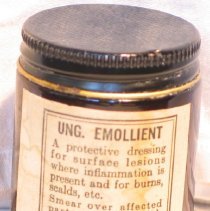 UNG. EMOLLIENT
A protective dressing
for surface lesions
where inflammation is
present and for burns,
scalds, etc.
Smear over affected